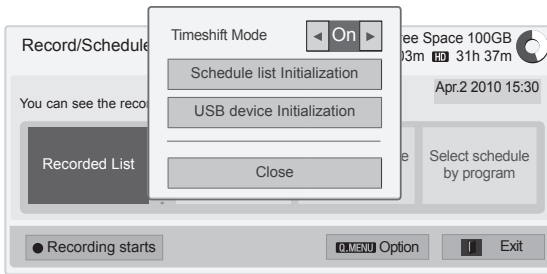 Timeshift Mode ◄ On ►
Schedule list Initialization
USB device Initialization
Close
Record/Schedule
Space 100GB
03m HD 31h 37m
You can see the
Apr.2 2010 15:30
Recorded List
Select schedule
by program
● Recording starts
Q.MENU Option
Exit